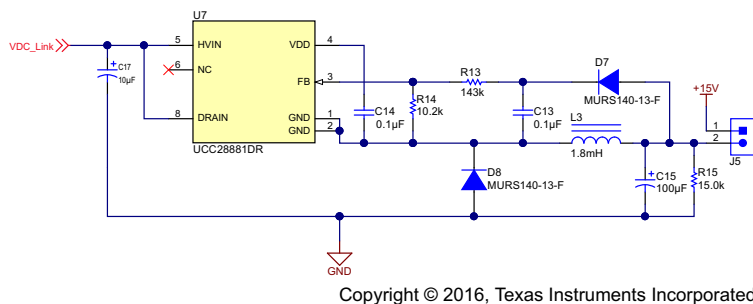 U7
VDC_Link
5
HVIN
VDD
4
C17
10µF
6
NC
FB
3
R13
143k
D7
MURS140-13-F
+15V
8
DRAIN
GND
1
GND
2
UCC28881DR
C14
0.1µF
R14
10.2k
C13
0.1µF
L3
1.8mH
1
2
J5
D8
MURS140-13-F
C15
100µF
R15
15.0k
GND
Copyright © 2016, Texas Instruments Incorporated